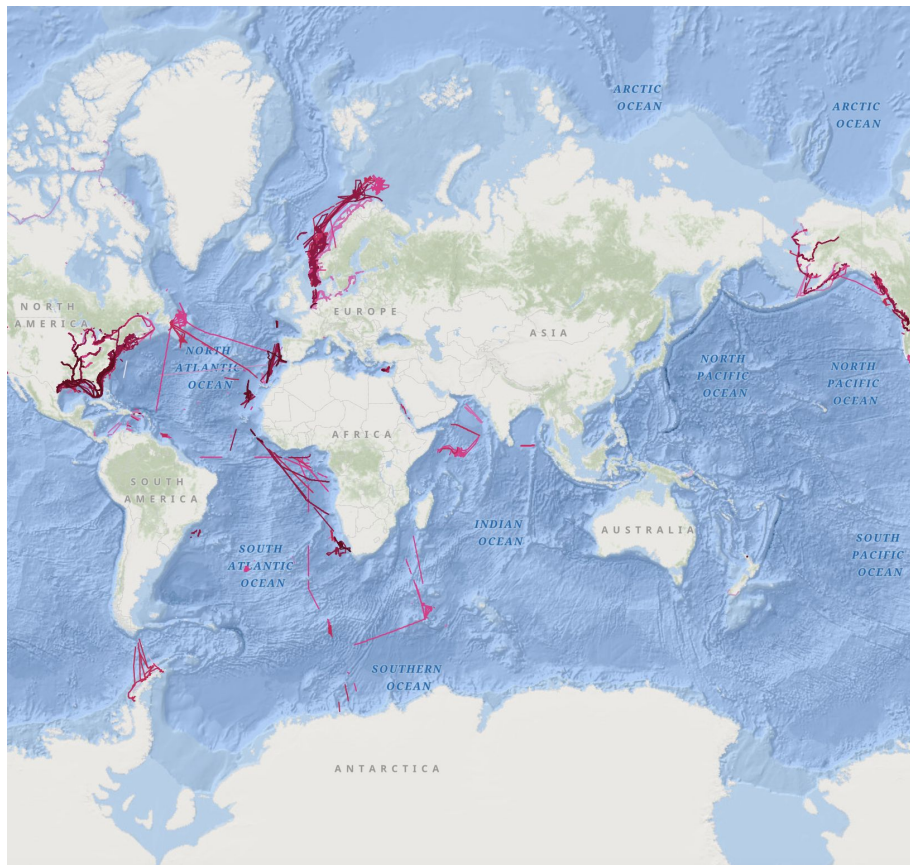 ARCTIC
OCEAN
ARCTIC
OCEAN
NORTH
AMERICA
EUROPE
ASIA
NORTH
ATLANTIC
OCEAN
NORTH
PACIFIC
OCEAN
NORTH
PACIFIC
OCEAN
AFRICA
SOUTH
AMERICA
INDIAN
OCEAN
AUSTRALIA
SOUTH
ATLANTIC
OCEAN
SOUTH
PACIFIC
OCEAN
SOUTHERN
OCEAN
ANTARCTICA